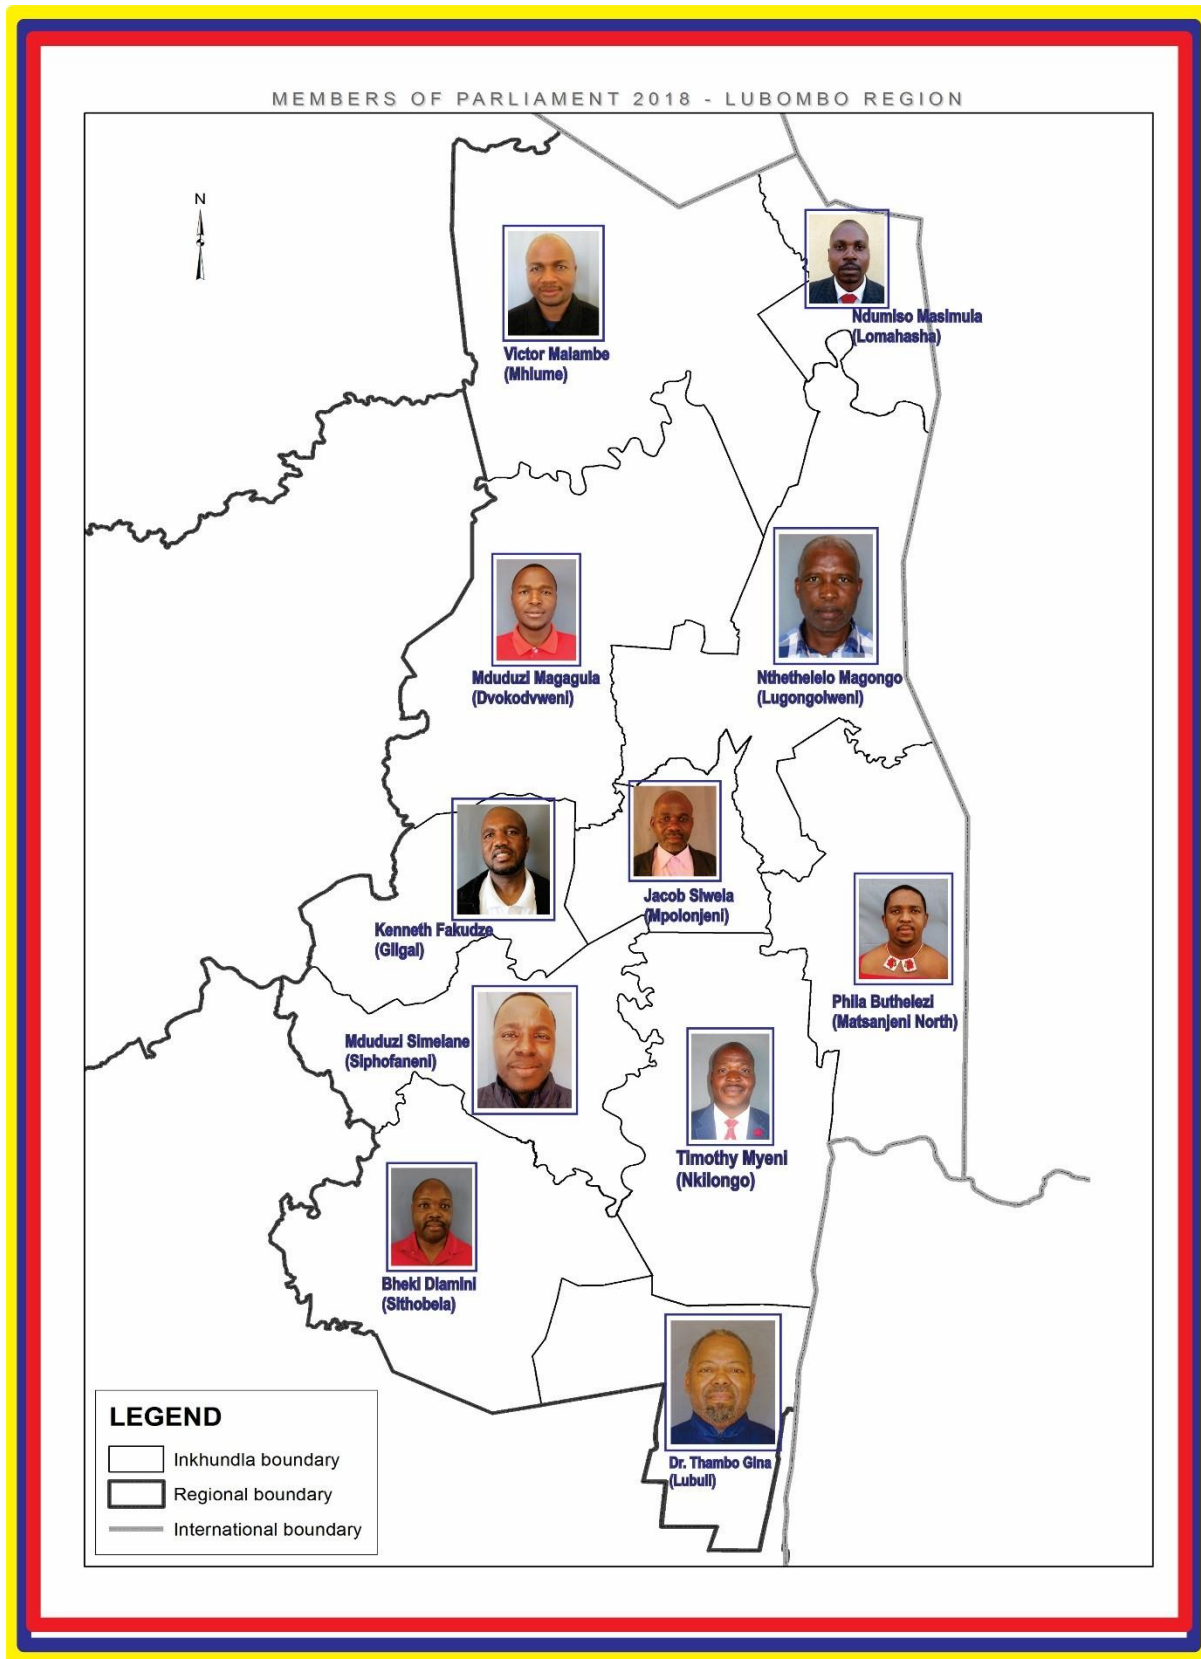 MEMBERS OF PARLIAMENT 2018 - LUBOMBO REGION
N
Ndumiso Masimula
(Lomahasha)
Victor Malambe
(Mhlume)
Mduduzi Magagula
(Dvokodvweni)
Nthethelelo Magongo
(Lugongolweni)
Jacob Siwela
(Mpolonjeni)
Kenneth Fakudze
(Gilgal)
Phila Buthelezi
(Matsanjeni North)
Mduduzi Simelane
(Siphofaneni)
Timothy Myeni
(Nkilongo)
Bheki Dlamini
(Sithobela)
Dr. Thambo Gina
(Lubuli)
LEGEND
Inkhundla boundary
Regional boundary
International boundary